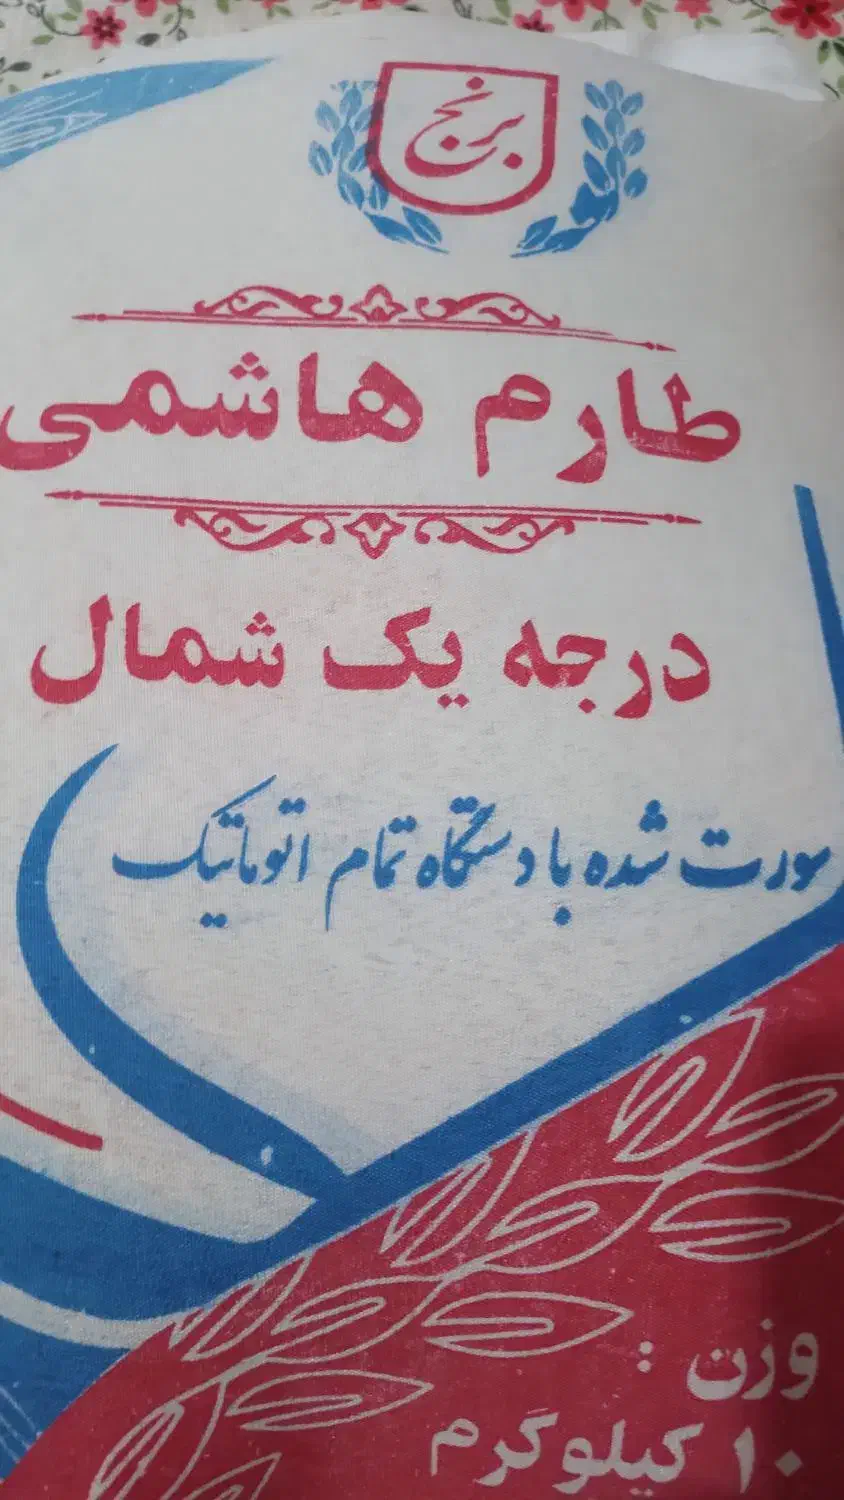 برنج
طارم هاشمی
درجه یک شمال
سورت شده با دستگاه تمام اتوماتیک
وزن :
۱۰ کیلوگرم